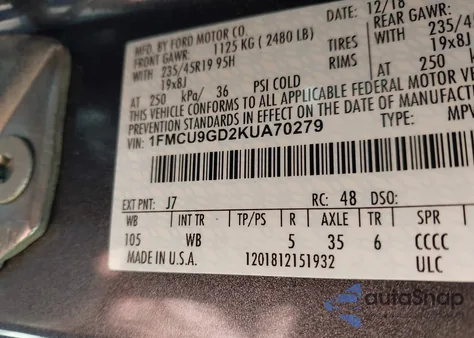 DATE: 12/18
MFD. BY FORD MOTOR CO.
FRONT GAWR: 1125 KG ( 2480 LB) REAR GAWR:
WITH 235/45R19 95H TIRES 235/4
19x8J RIMS 19x8J
AT 250 kPa/ 36 PSI COLD AT 250
THIS VEHICLE CONFORMS TO ALL APPLICABLE FEDERAL MOTOR VE
PREVENTION STANDARDS IN EFFECT ON THE DATE OF MANUFACTU
VIN: 1FMCU9GD2KUA70279 TYPE: MPV
EXT PNT: J7 RC: 48 DSO:
WB INT TR TP/PS R AXLE TR SPR
105 WB 5 35 6 CCCC
MADE IN U.S.A. 1201812151932 ULC
autoSnap